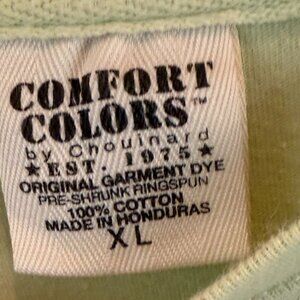 COMFORT
COLORS™
by Chouinard
★ EST. 1975 ★
ORIGINAL GARMENT DYE
PRE-SHRUNK RINGSPUN
100% COTTON
MADE IN HONDURAS
XL